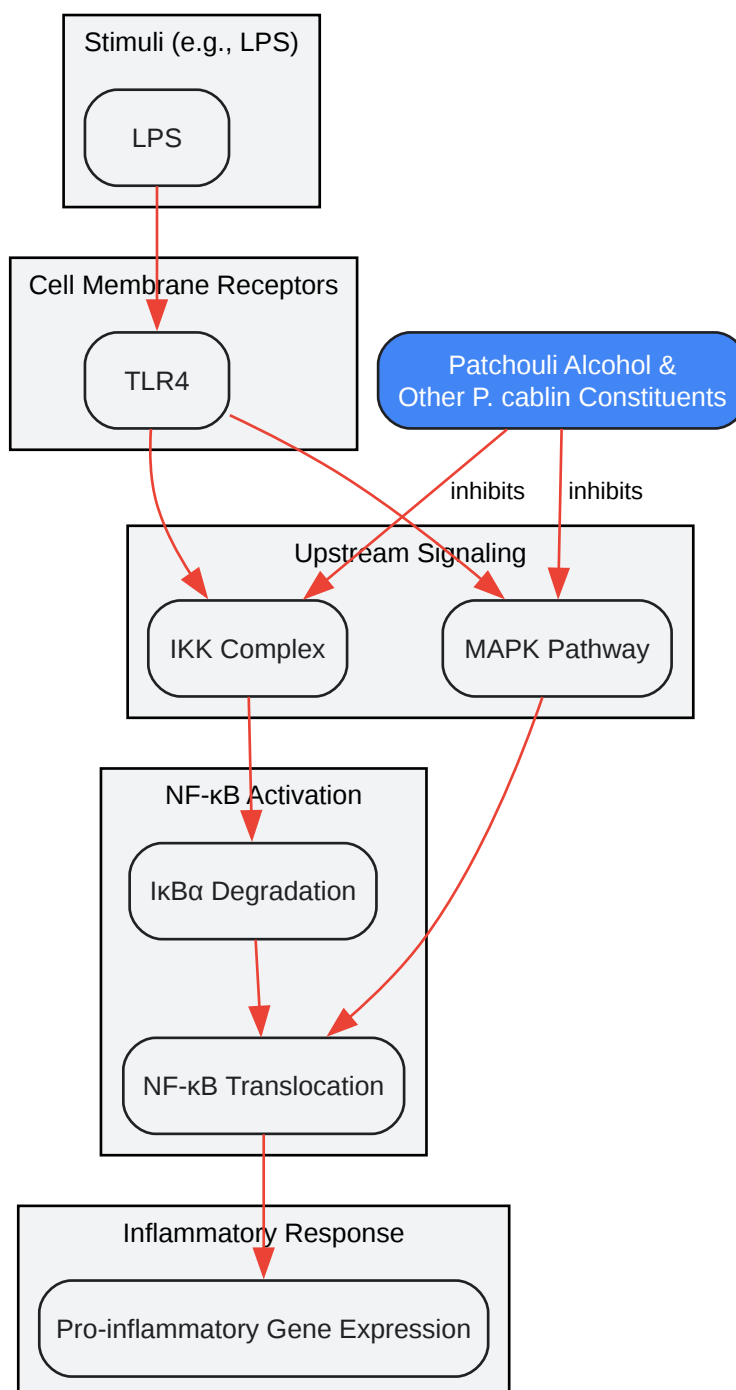 Stimuli (e.g., LPS)
LPS
Cell Membrane Receptors
TLR4
Patchouli Alcohol &
Other P. cablin Constituents
inhibits
inhibits
Upstream Signaling
IKK Complex
MAPK Pathway
NF-κB Activation
IκBα Degradation
NF-κB Translocation
Inflammatory Response
Pro-inflammatory Gene Expression